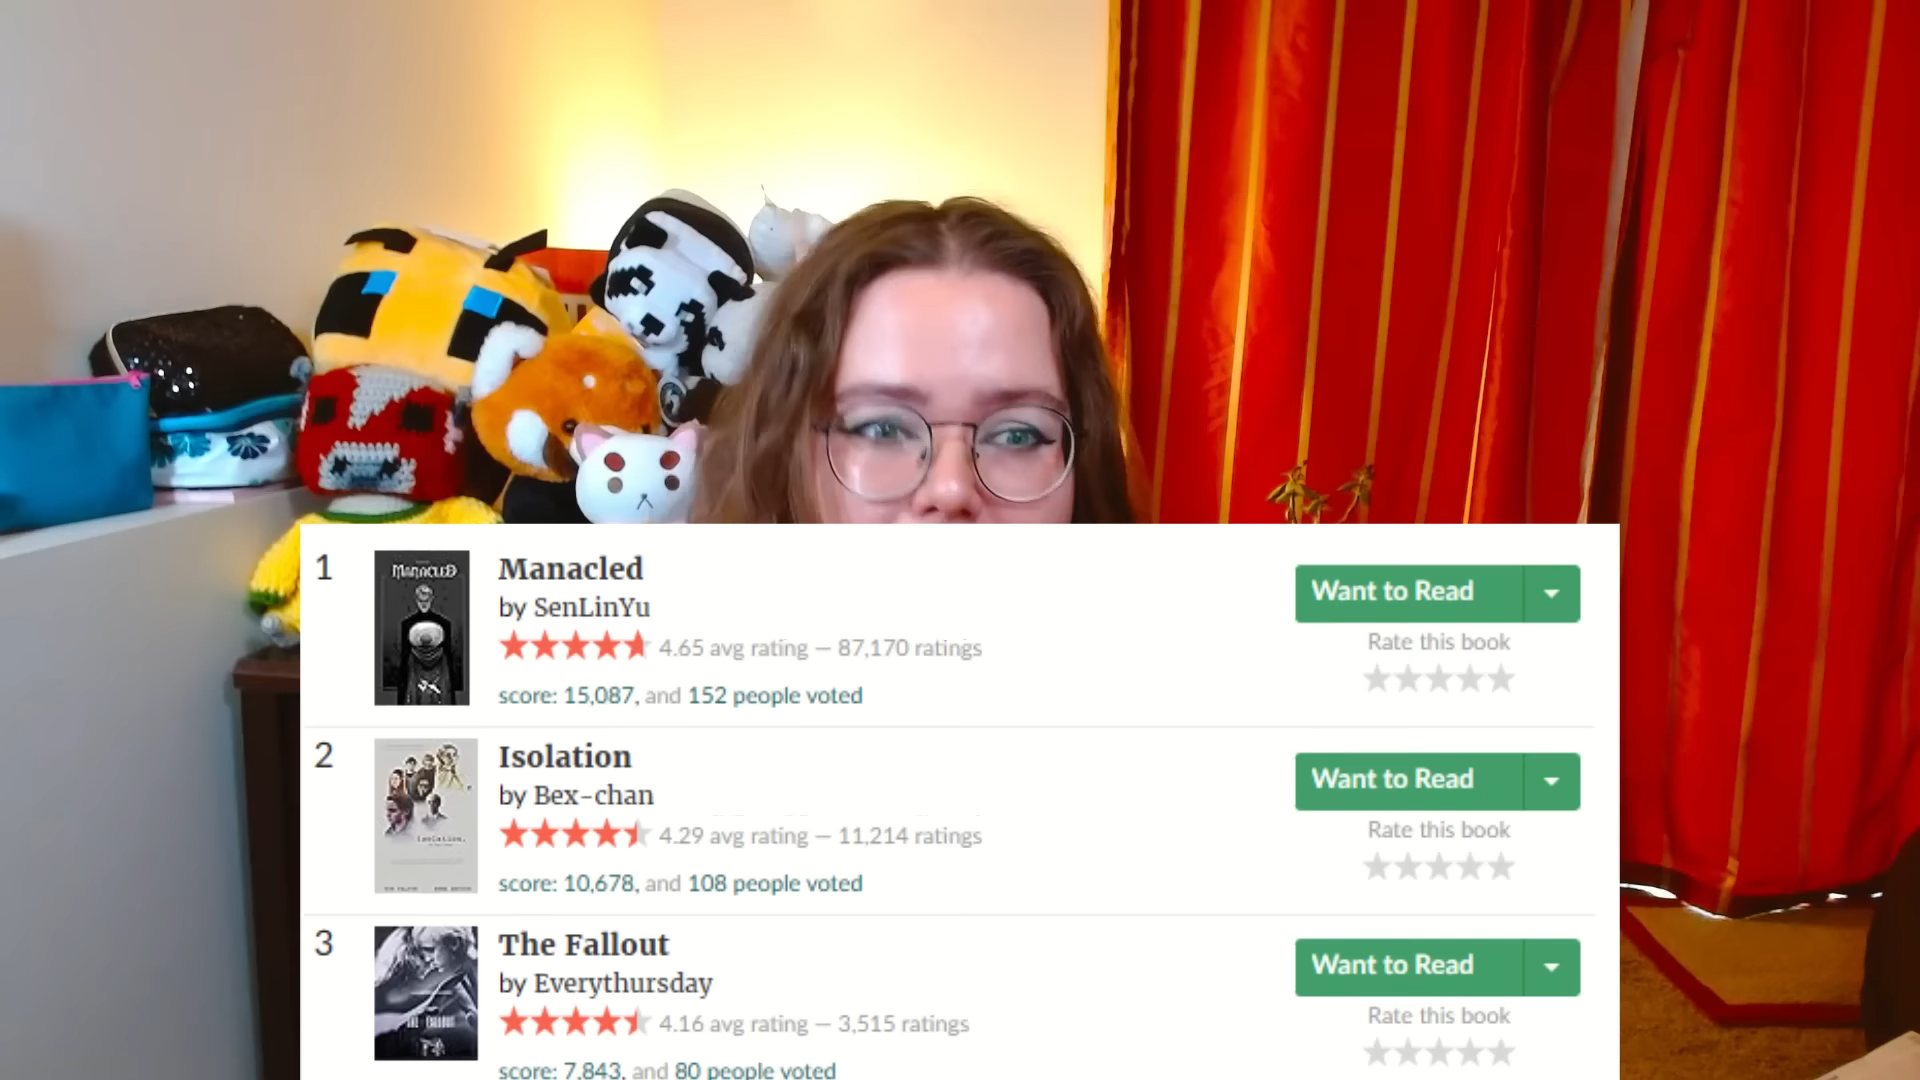 1
MANACLED
Manacled
by SenLinYu
4.65 avg rating — 87,170 ratings
score: 15,087, and 152 people voted
Want to Read
Rate this book
2
Isolation.
Isolation
by Bex-chan
4.29 avg rating — 11,214 ratings
score: 10,678, and 108 people voted
Want to Read
Rate this book
3
THE FALLOUT
The Fallout
by Everythursday
4.16 avg rating — 3,515 ratings
score: 7,843, and 80 people voted
Want to Read
Rate this book